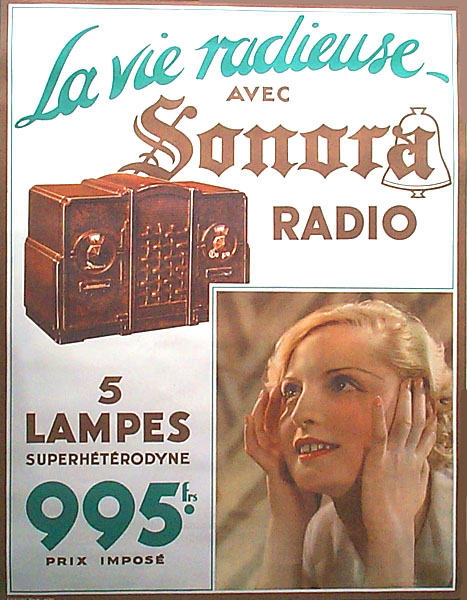 La vie radieuse
AVEC
Sonora
RADIO
5
LAMPES
SUPERHÉTÉRODYNE
995 frs
PRIX IMPOSÉ